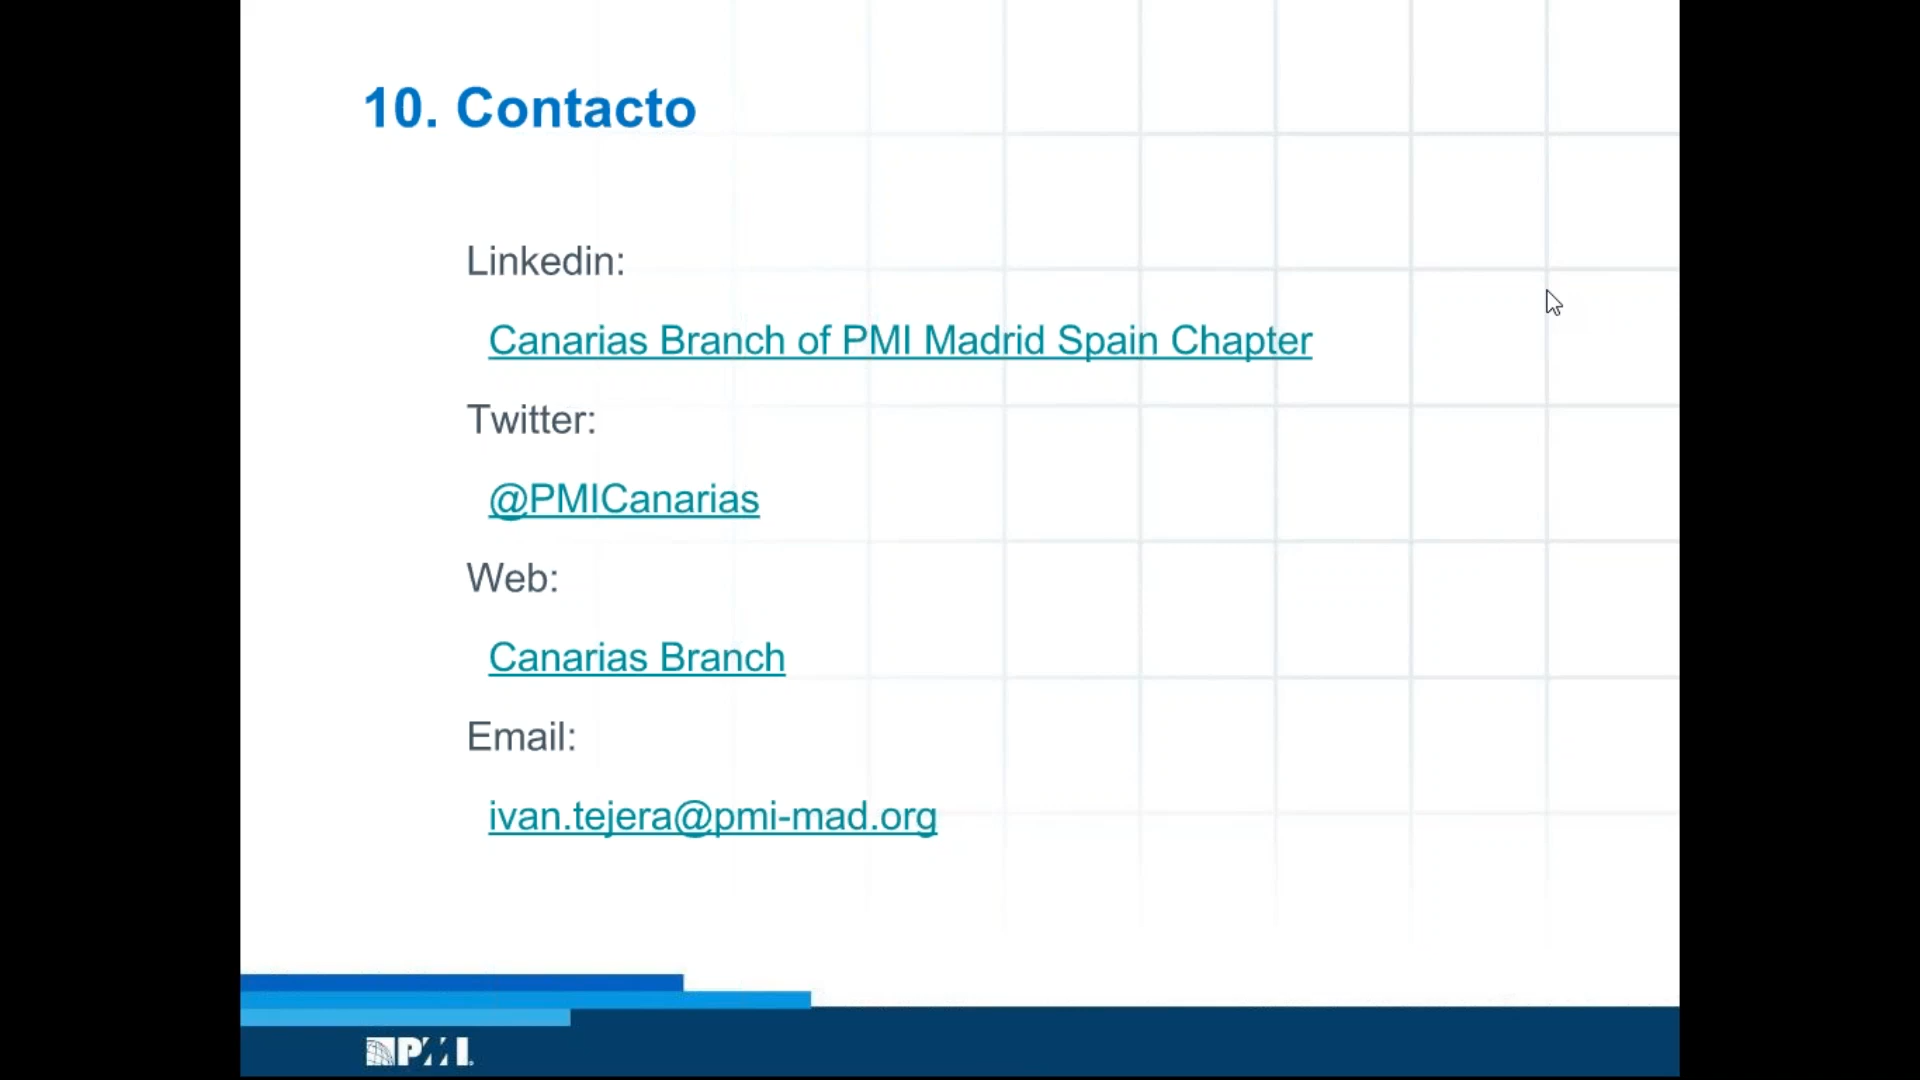 10. Contacto
Linkedin:
Canarias Branch of PMI Madrid Spain Chapter
Twitter:
@PMICanarias
Web:
Canarias Branch
Email:
ivan.tejera@pmi-mad.org
PMI